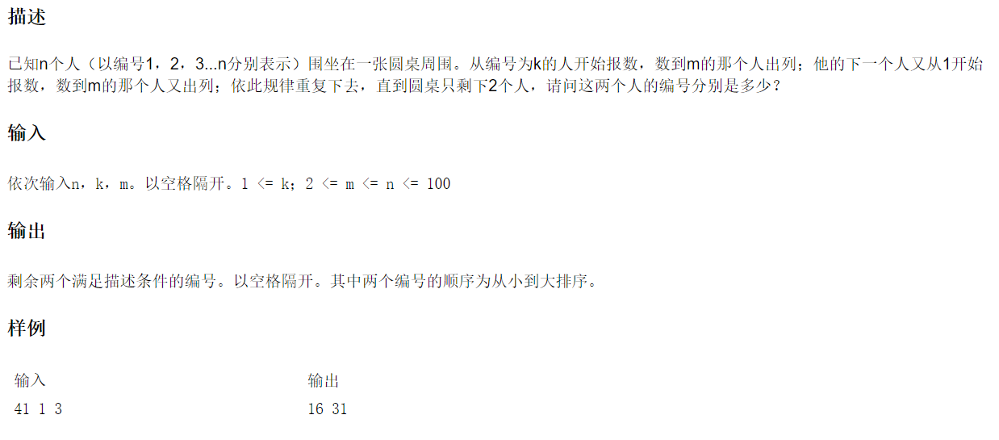 描述
已知n个人（以编号1，2，3...n分别表示）围坐在一张圆桌周围。从编号为k的人开始报数，数到m的那个人出列；他的下一个人又从1开始
报数，数到m的那个人又出列；依此规律重复下去，直到圆桌只剩下2个人，请问这两个人的编号分别是多少？
输入
依次输入n，k，m。以空格隔开。1 <= k；2 <= m <= n <= 100
输出
剩余两个满足描述条件的编号。以空格隔开。其中两个编号的顺序为从小到大排序。
样例
输入 输出
41 1 3 16 31